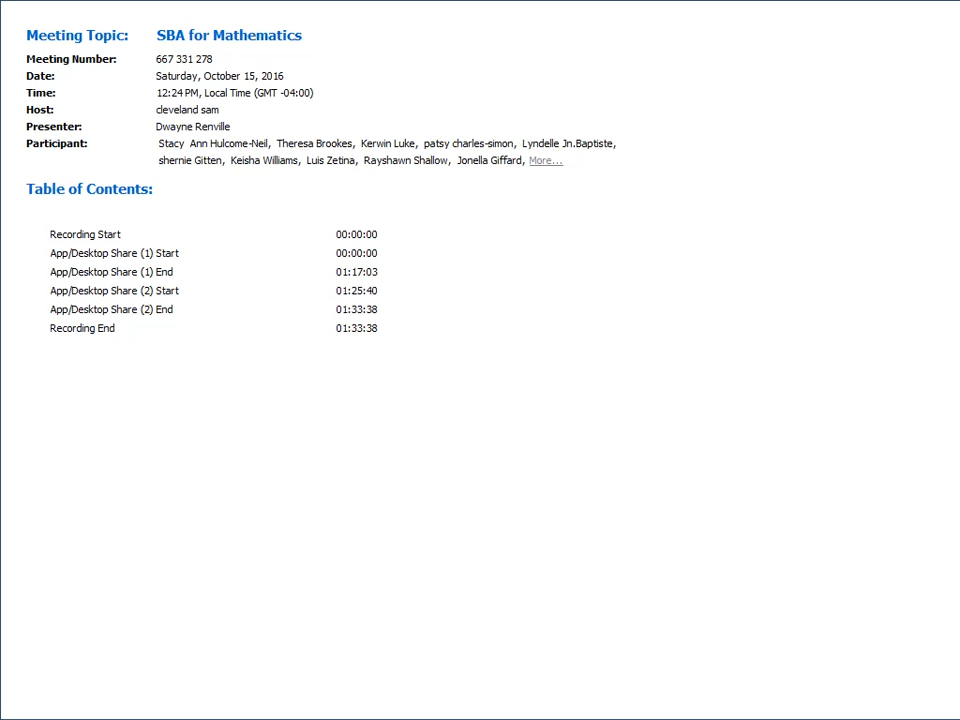 Meeting Topic: SBA for Mathematics
Meeting Number: 667 331 278
Date: Saturday, October 15, 2016
Time: 12:24 PM, Local Time (GMT -04:00)
Host: cleveland sam
Presenter: Dwayne Renville
Participant: Stacy Ann Hulcome-Neil, Theresa Brookes, Kerwin Luke, patsy charles-simon, Lyndelle Jn.Baptiste,
shernie Gitten, Keisha Williams, Luis Zetina, Rayshawn Shallow, Jonella Giffard, More...
Table of Contents:
Recording Start 00:00:00
App/Desktop Share (1) Start 00:00:00
App/Desktop Share (1) End 01:17:03
App/Desktop Share (2) Start 01:25:40
App/Desktop Share (2) End 01:33:38
Recording End 01:33:38